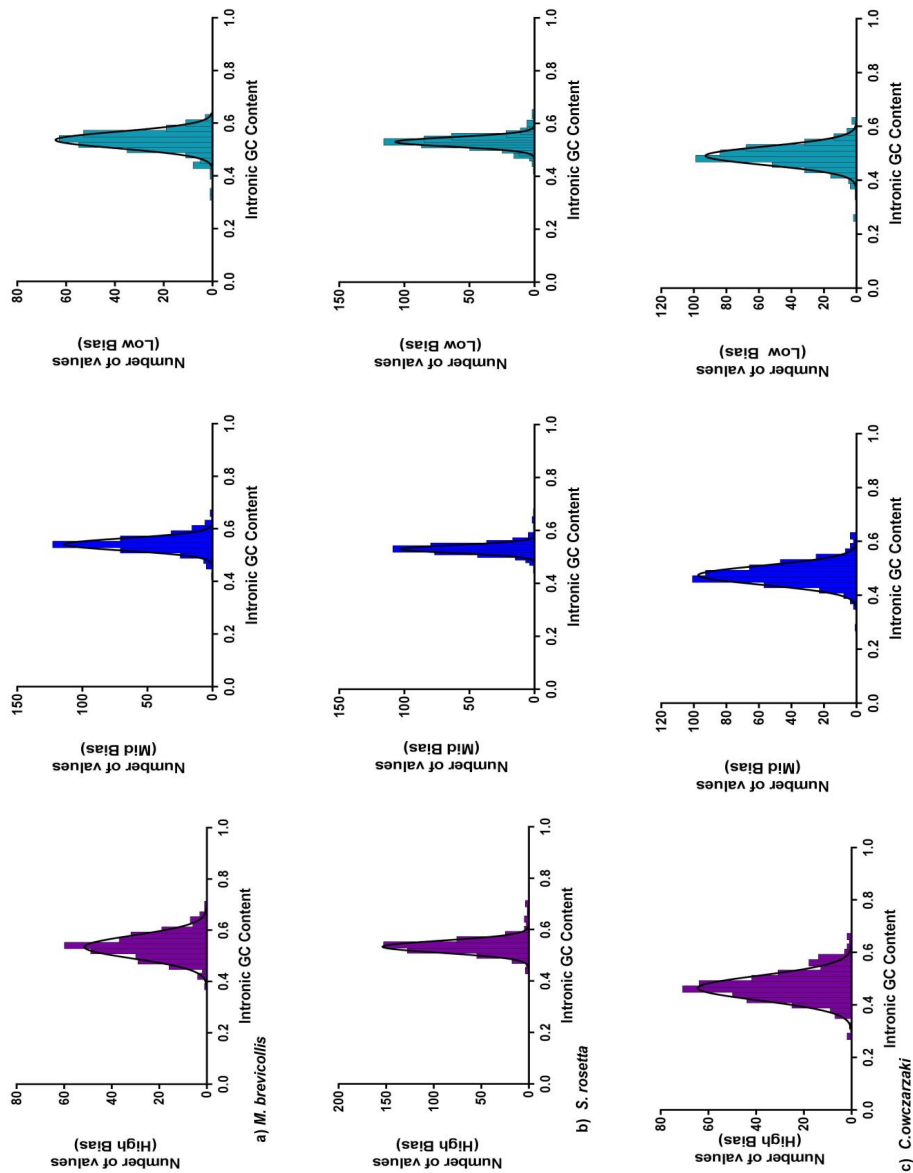 Number of values
(High Bias)
80
60
40
20
0
0.0 0.2 0.4 0.6 0.8 1.0
Intronic GC Content
Number of values
(Mid Bias)
150
100
50
0
0.0 0.2 0.4 0.6 0.8 1.0
Intronic GC Content
Number of values
(Low Bias)
80
60
40
20
0
0.0 0.2 0.4 0.6 0.8 1.0
Intronic GC Content
a) M. brevicollis
Number of values
(High Bias)
200
150
100
50
0
0.0 0.2 0.4 0.6 0.8 1.0
Intronic GC Content
Number of values
(Mid Bias)
150
100
50
0
0.0 0.2 0.4 0.6 0.8 1.0
Intronic GC Content
Number of values
(Low Bias)
150
100
50
0
0.0 0.2 0.4 0.6 0.8 1.0
Intronic GC Content
b) S. rosetta
Number of values
(High Bias)
80
60
40
20
0
0.0 0.2 0.4 0.6 0.8 1.0
Intronic GC Content
Number of values
(Mid Bias)
120
100
80
60
40
20
0
0.0 0.2 0.4 0.6 0.8 1.0
Intronic GC Content
Number of values
(Low Bias)
120
100
80
60
40
20
0
0.0 0.2 0.4 0.6 0.8 1.0
Intronic GC Content
c) C.owczarzaki